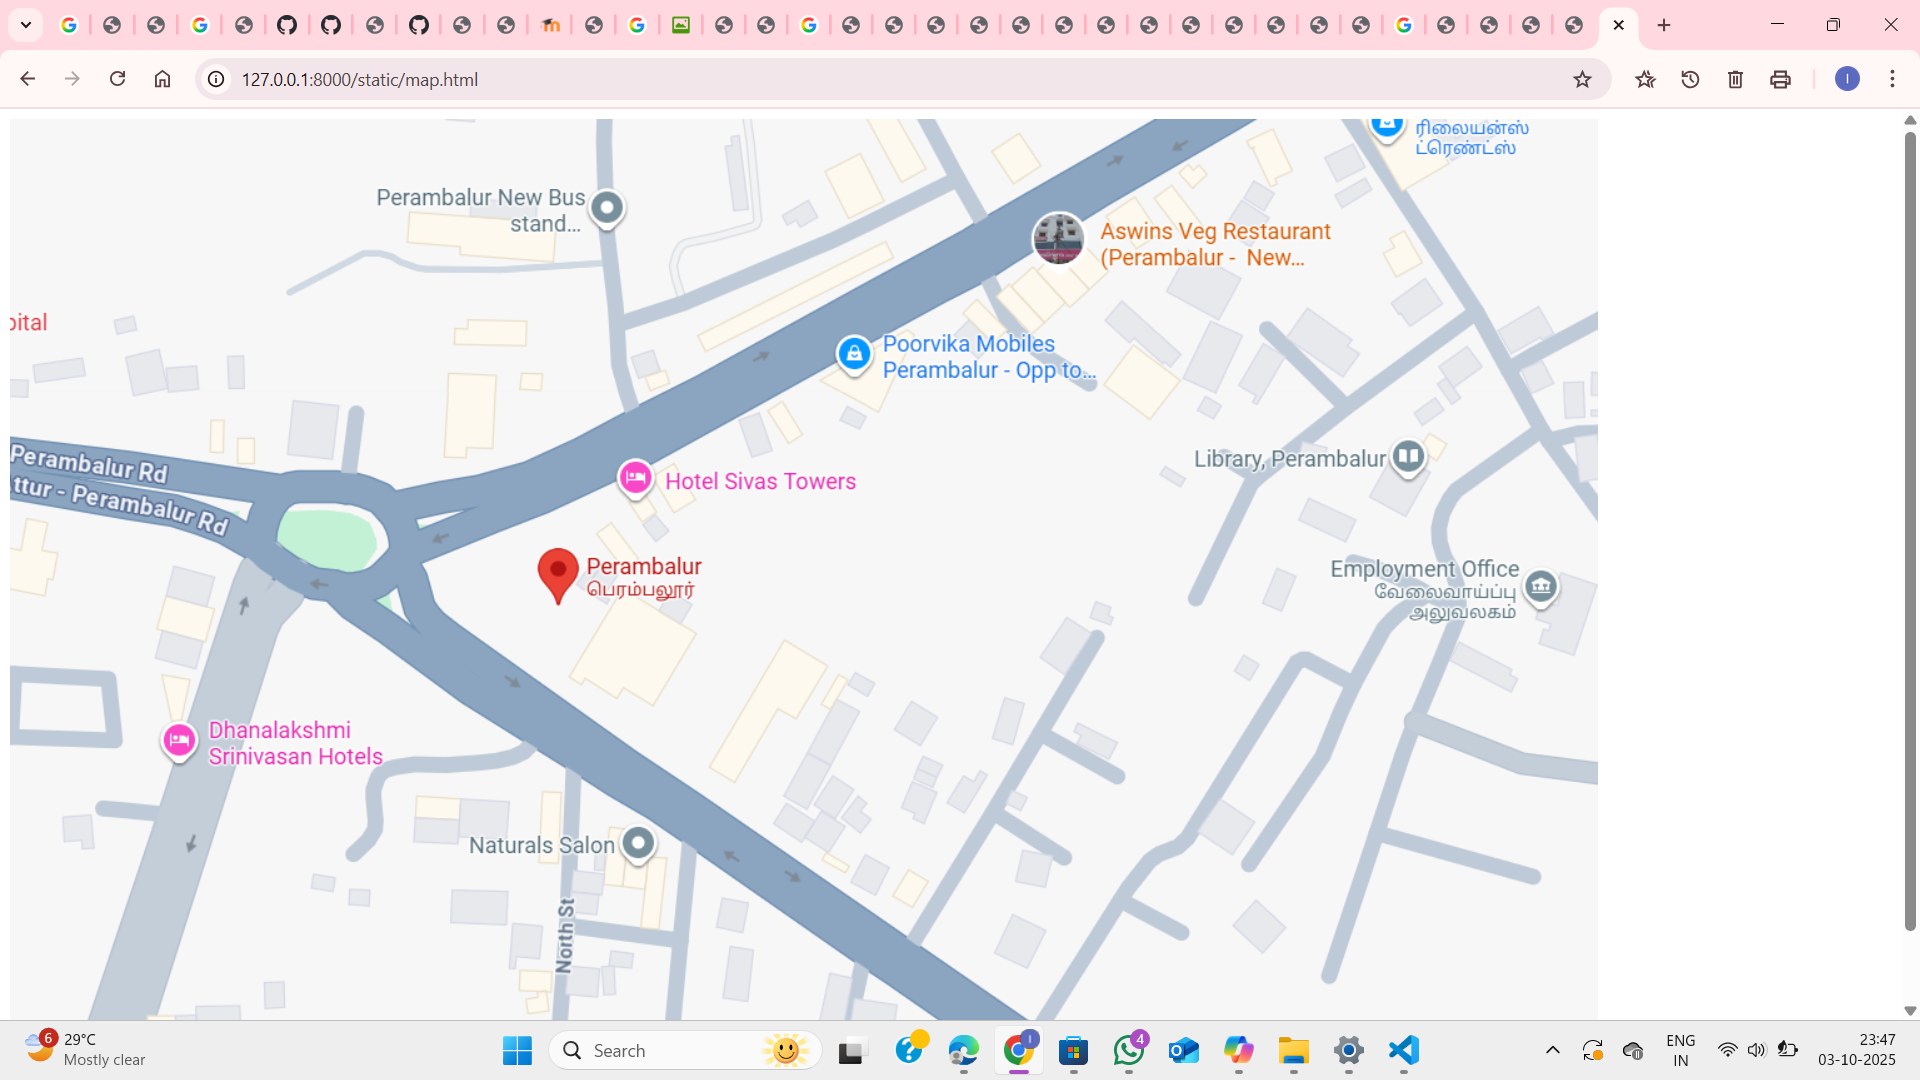 127.0.0.1:8000/static/map.html
ரிலையன்ஸ்
ட்ரெண்ட்ஸ்
Perambalur New Bus
stand...
Aswins Veg Restaurant
(Perambalur - New...
pital
Poorvika Mobiles
Perambalur - Opp to...
Perambalur Rd
ttur - Perambalur Rd
Library, Perambalur
Hotel Sivas Towers
Perambalur
பெரம்பலூர்
Employment Office
வேலைவாய்ப்பு
அலுவலகம்
Dhanalakshmi
Srinivasan Hotels
Naturals Salon
North St
6
29°C
Mostly clear
Search
4
ENG
IN
23:47
03-10-2025